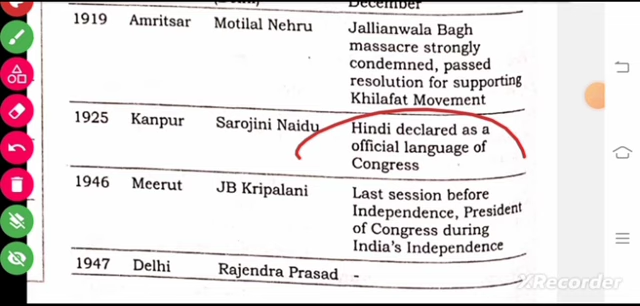 December
1919 Amritsar Motilal Nehru Jallianwala Bagh
massacre strongly
condemned, passed
resolution for supporting
Khilafat Movement
1925 Kanpur Sarojini Naidu Hindi declared as a
official language of
Congress
1946 Meerut JB Kripalani Last session before
Independence, President
of Congress during
India's Independence
1947 Delhi Rajendra Prasad -
XRecorder